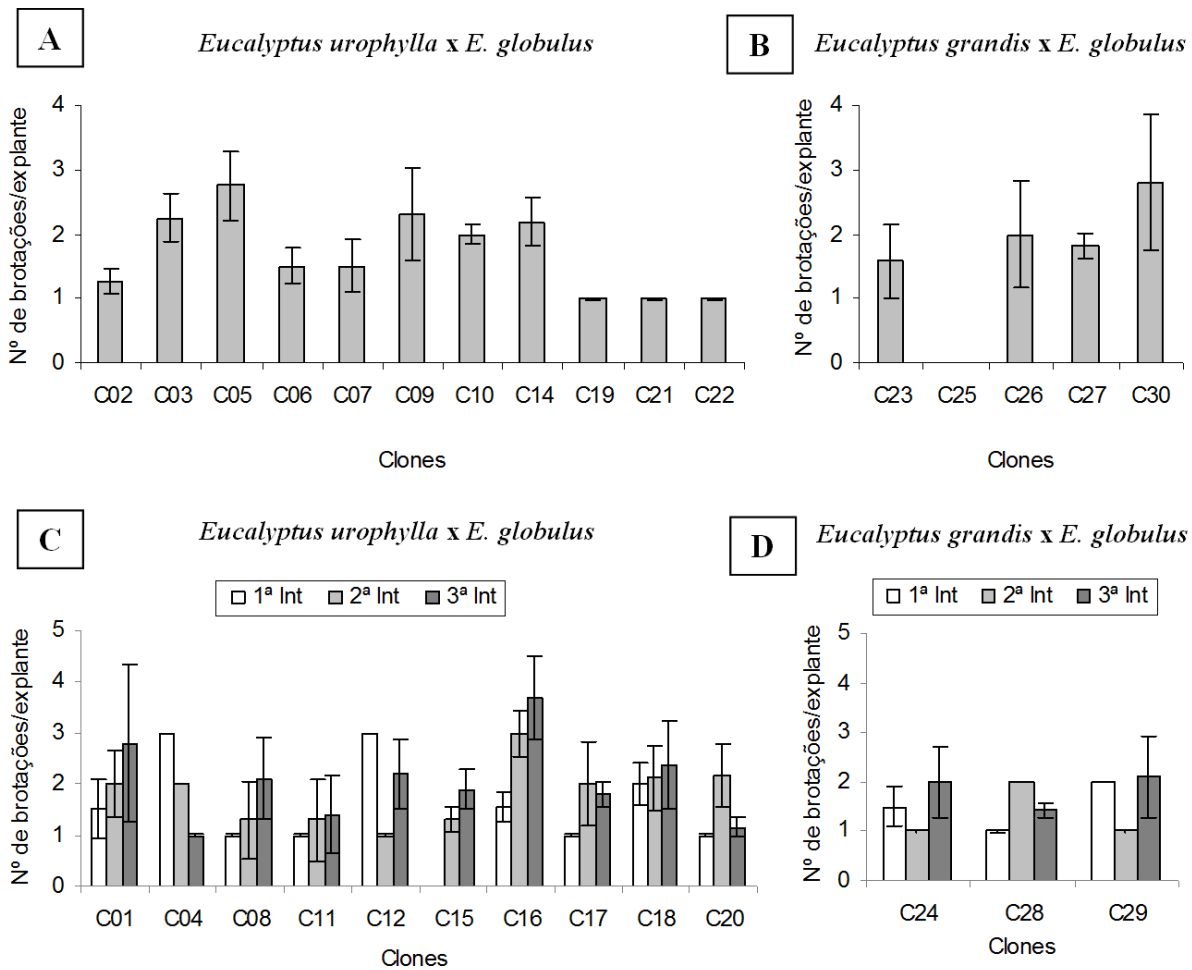 A
Eucalyptus urophylla x E. globulus
Nº de brotações/explante
4
3
2
1
0
C02 C03 C05 C06 C07 C09 C10 C14 C19 C21 C22
Clones
B
Eucalyptus grandis x E. globulus
Nº de brotações/explante
4
3
2
1
0
C23 C25 C26 C27 C30
Clones
C
Eucalyptus urophylla x E. globulus
1ª Int 2ª Int 3ª Int
Nº de brotações/explante
5
4
3
2
1
0
C01 C04 C08 C11 C12 C15 C16 C17 C18 C20
Clones
D
Eucalyptus grandis x E. globulus
1ª Int 2ª Int 3ª Int
Nº de brotações/explante
5
4
3
2
1
0
C24 C28 C29
Clones